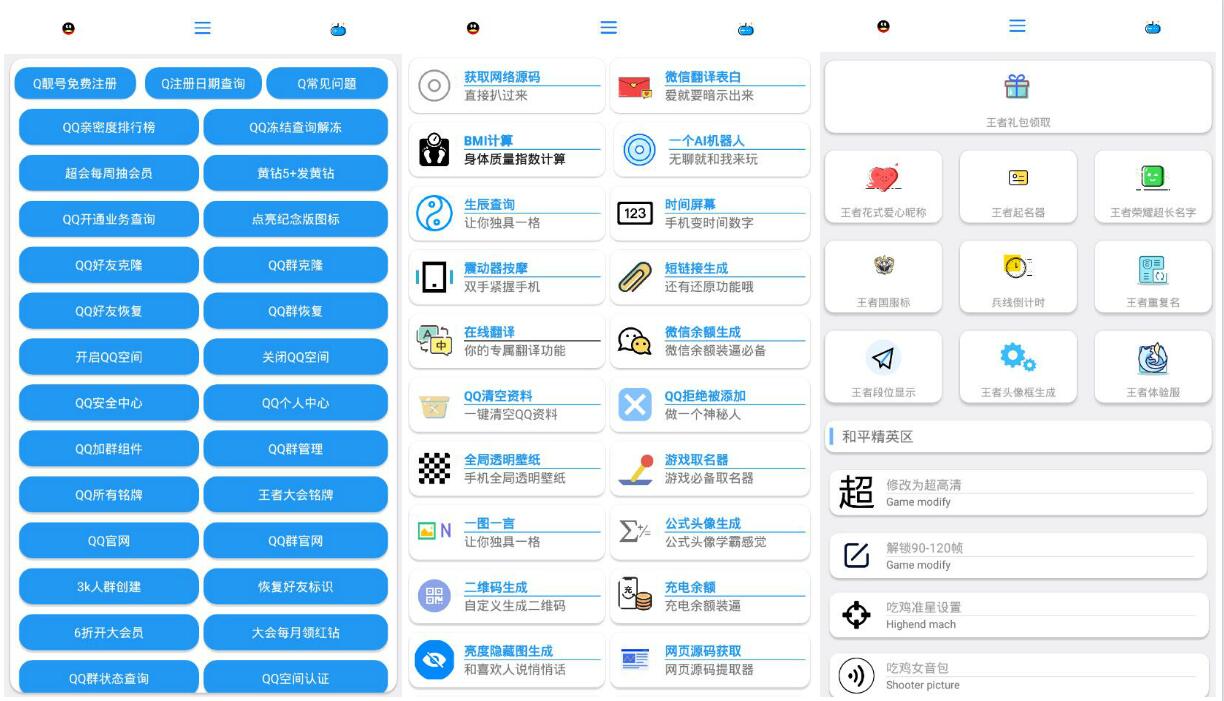 Q靓号免费注册
Q注册日期查询
Q常见问题
QQ亲密度排行榜
QQ冻结查询解冻
超会每周抽会员
黄钻5+发黄钻
QQ开通业务查询
点亮纪念版图标
QQ好友克隆
QQ群克隆
QQ好友恢复
QQ群恢复
开启QQ空间
关闭QQ空间
QQ安全中心
QQ个人中心
QQ加群组件
QQ群管理
QQ所有铭牌
王者大会铭牌
QQ官网
QQ群官网
3k人群创建
恢复好友标识
6折开大会员
大会每月领红钻
QQ群状态查询
QQ空间认证
获取网络源码
直接扒过来
微信翻译表白
爱就要暗示出来
BMI计算
身体质量指数计算
一个AI机器人
无聊就和我来玩
生辰查询
让你独具一格
123
时间屏幕
手机变时间数字
震动器按摩
双手紧握手机
短链接生成
还有还原功能哦
A
中
在线翻译
你的专属翻译功能
微信余额生成
微信余额装逼必备
QQ清空资料
一键清空QQ资料
QQ拒绝被添加
做一个神秘人
全局透明壁纸
手机全局透明壁纸
游戏取名器
游戏必备取名器
N
一图一言
让你独具一格
公式头像生成
公式头像学霸感觉
二维码生成
自定义生成二维码
充
充电余额
充电余额装逼
亮度隐藏图生成
和喜欢人说悄悄话
网页源码获取
网页源码提取器
王者礼包领取
王者花式爱心昵称
王者起名器
王者荣耀超长名字
王者国服标
兵线倒计时
王者重复名
王者段位显示
王者头像框生成
王者体验服
和平精英区
超
修改为超高清
Game modify
解锁90-120帧
Game modify
吃鸡准星设置
Highend mach
吃鸡女音包
Shooter picture